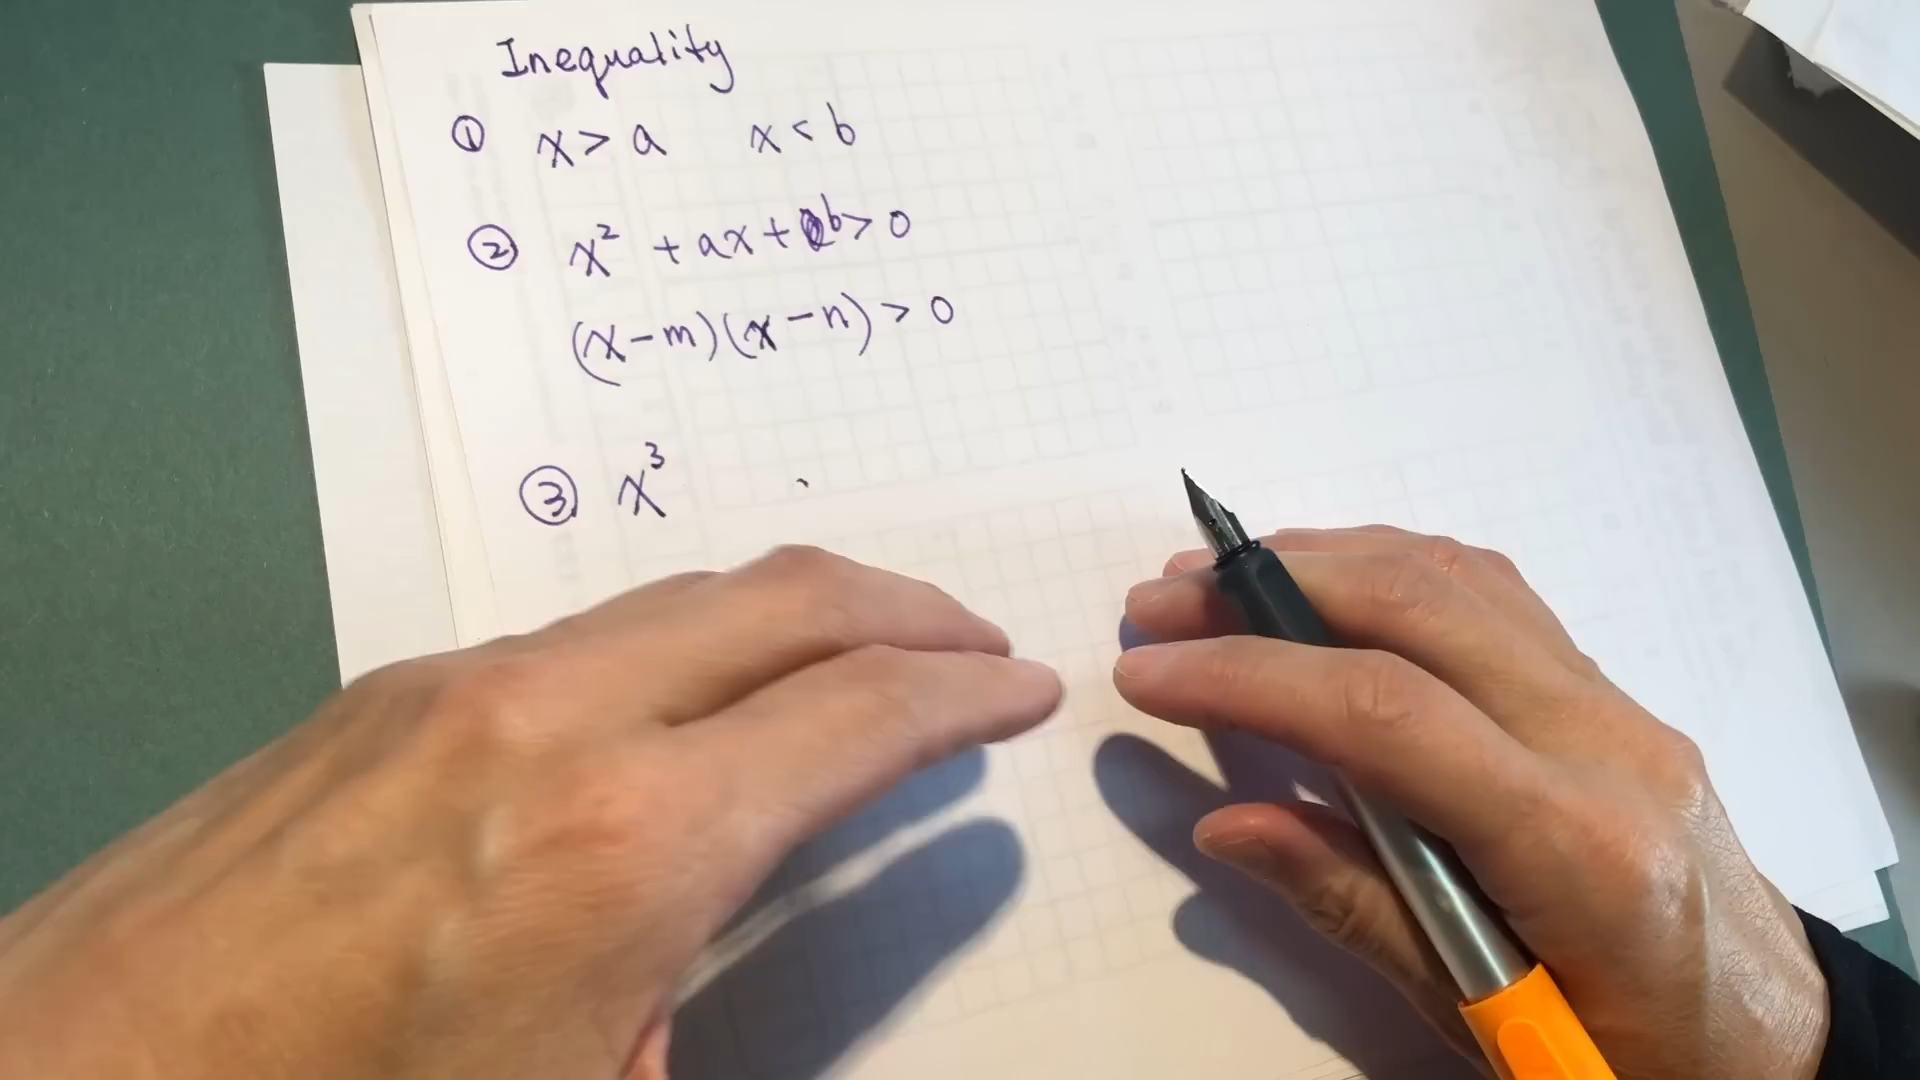 Inequality
① x > a x < b
② x² + ax + b > 0
(x - m)(x - n) > 0
③ x³